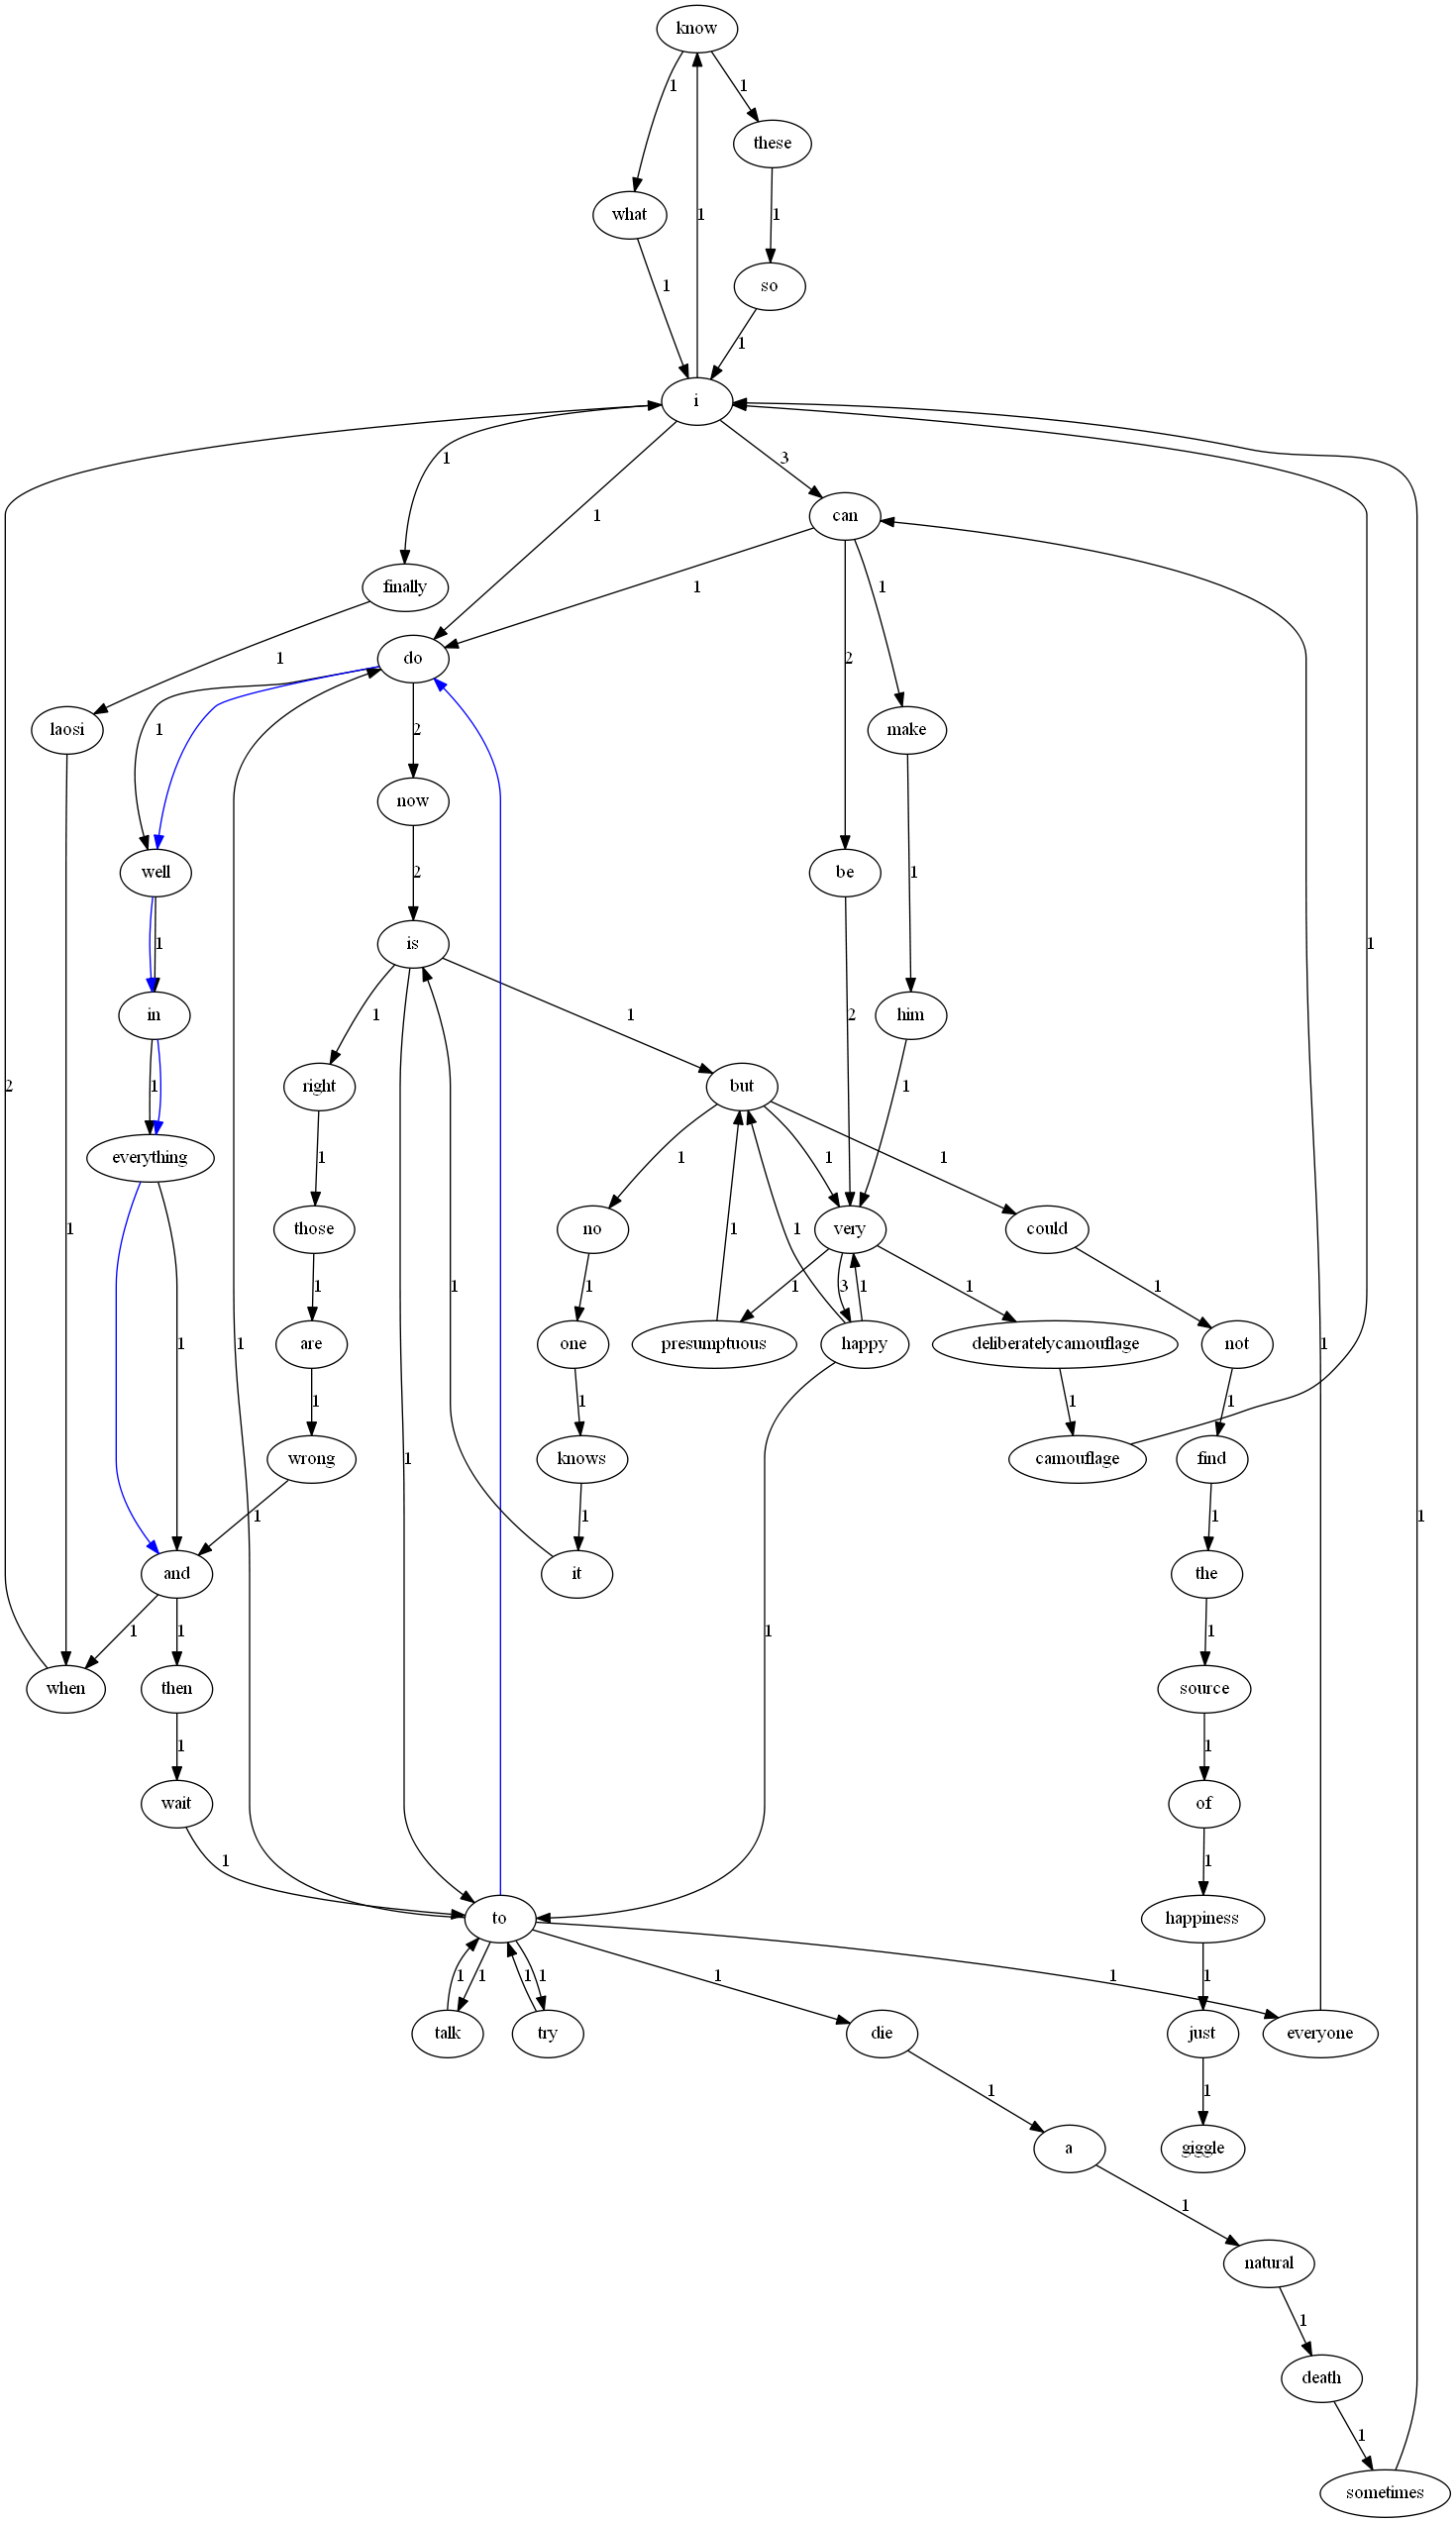 know
1
1
these
what
1
1
1
so
1
i
1
3
1
can
1
1
finally
1
2
1
do
laosi
1
2
make
now
2
1
well
be
1
is
1
2
in
him
1
1
2
1
right
but
1
1
everything
1
1
1
1
1
those
no
very
could
1
1
1
1
1
3
1
1
1
1
1
1
are
one
presumptuous
happy
deliberatelycamouflage
not
1
1
1
1
wrong
knows
camouflage
find
1
1
1
1
1
and
it
the
1
1
1
1
when
then
source
1
1
wait
of
1
1
to
happiness
1
1
1
1
1
1
1
talk
try
die
just
everyone
1
1
a
giggle
1
natural
1
death
1
sometimes